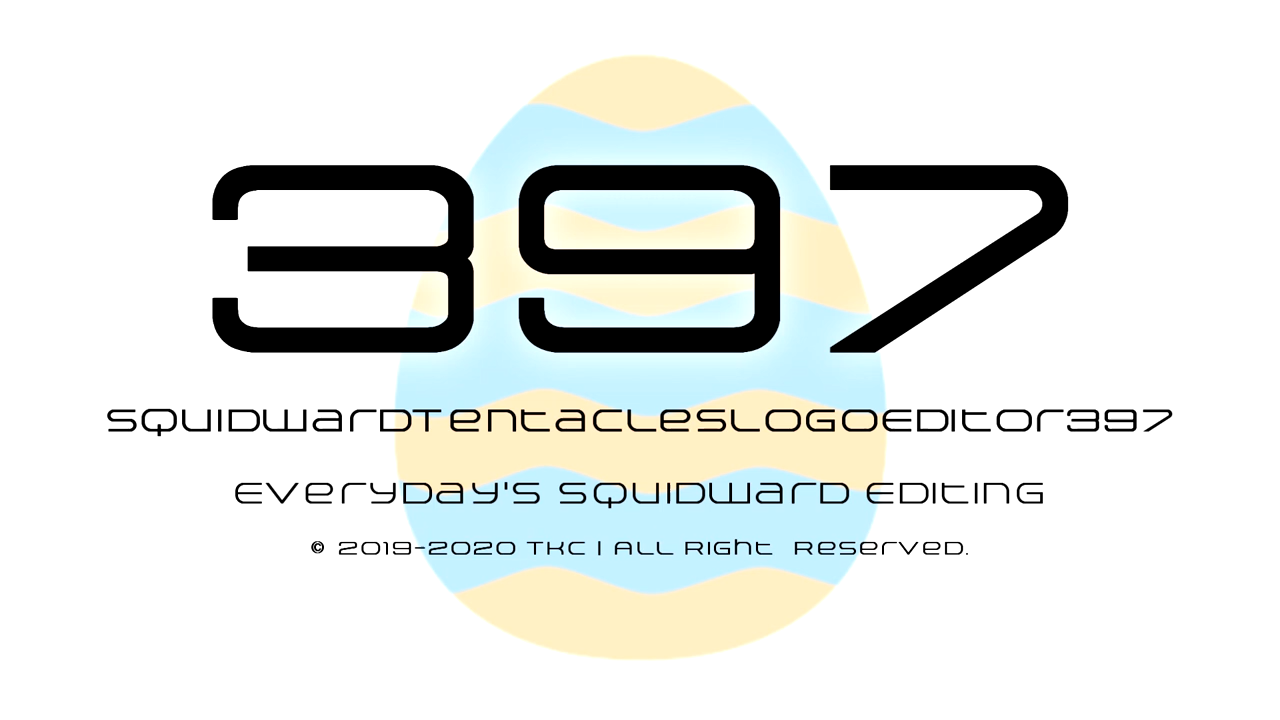 397
SQUIDWarDTentacLesLOGOEDItor397
Everyday's SQUIDWarD EDItING
© 2019-2020 TKC | ALL RIGht Reserved.